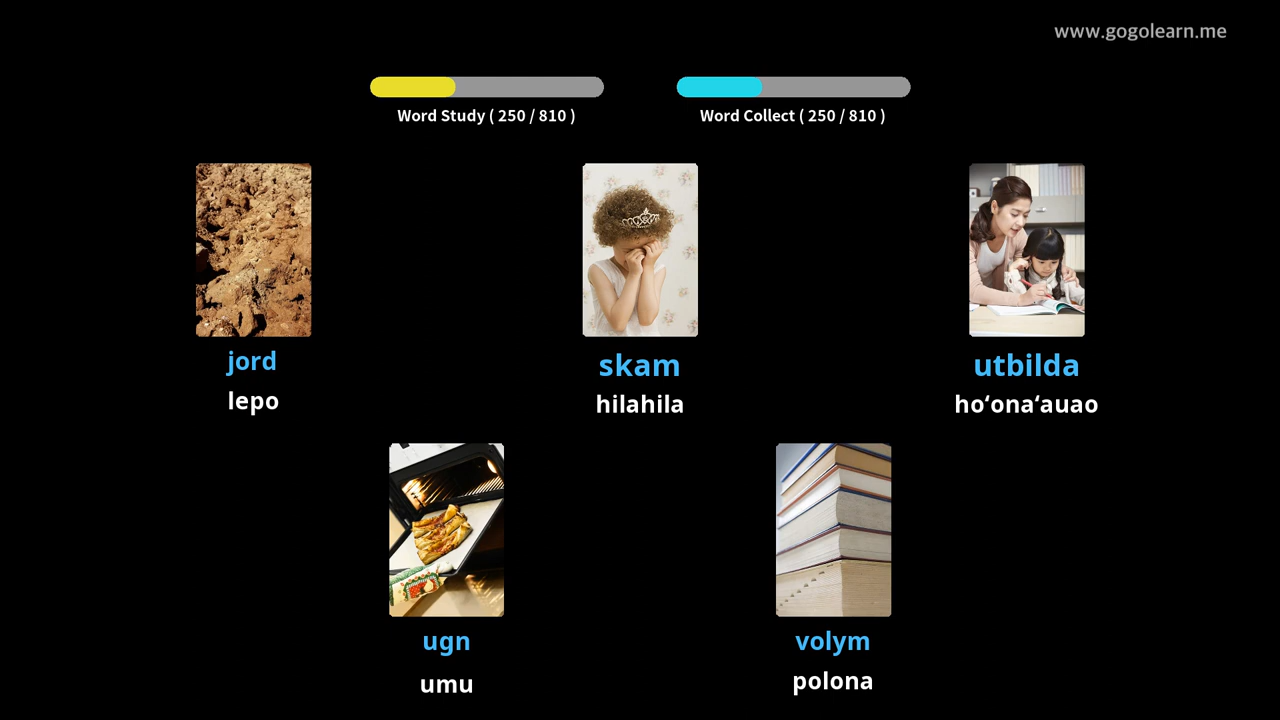 www.gogolearn.me
Word Study ( 250 / 810 )
Word Collect ( 250 / 810 )
jord
lepo
skam
hilahila
utbilda
hoʻonaʻauao
ugn
umu
volym
polona